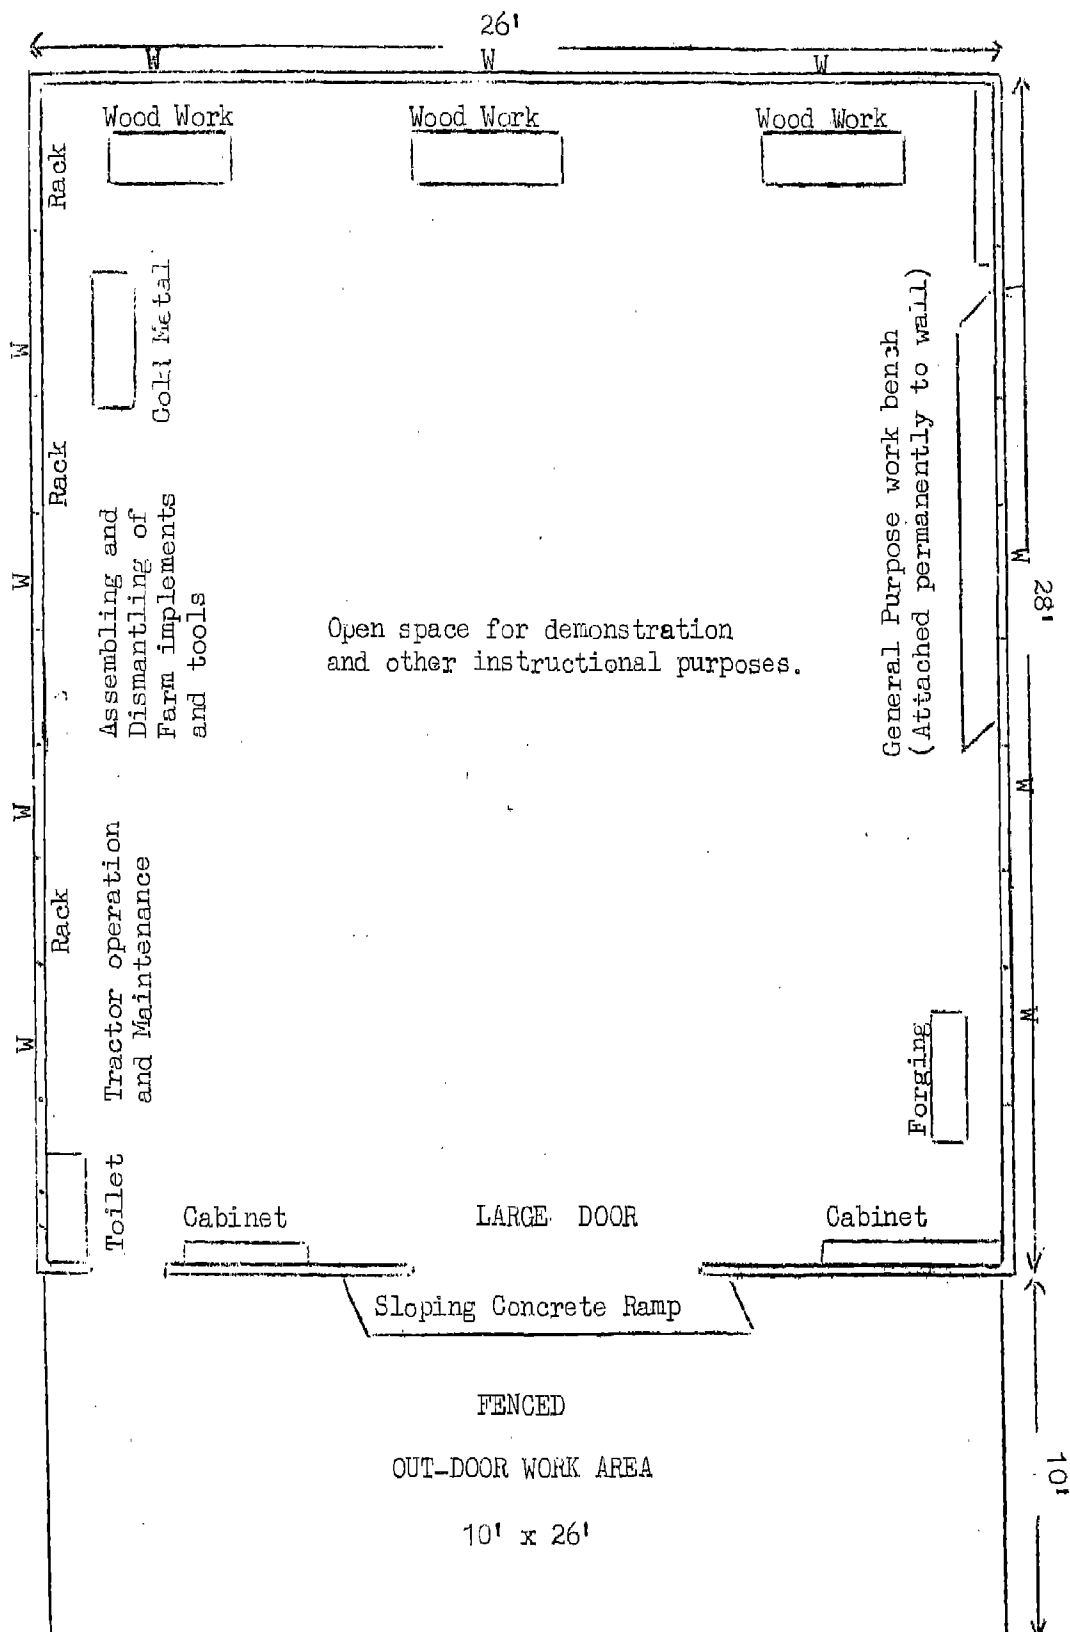 26'
W W W
Wood Work Wood Work Wood Work
Rack
Cold Metal
W
Rack
General Purpose work bench
(Attached permanently to wall)
Assembling and
Dismantling of
Farm implements
and tools
W
W
28'
Open space for demonstration
and other instructional purposes.
W
W
Rack
Tractor operation
and Maintenance
W
W
Forging
Toilet
Cabinet LARGE DOOR Cabinet
Sloping Concrete Ramp
FENCED
OUT-DOOR WORK AREA
10' x 26'
10'